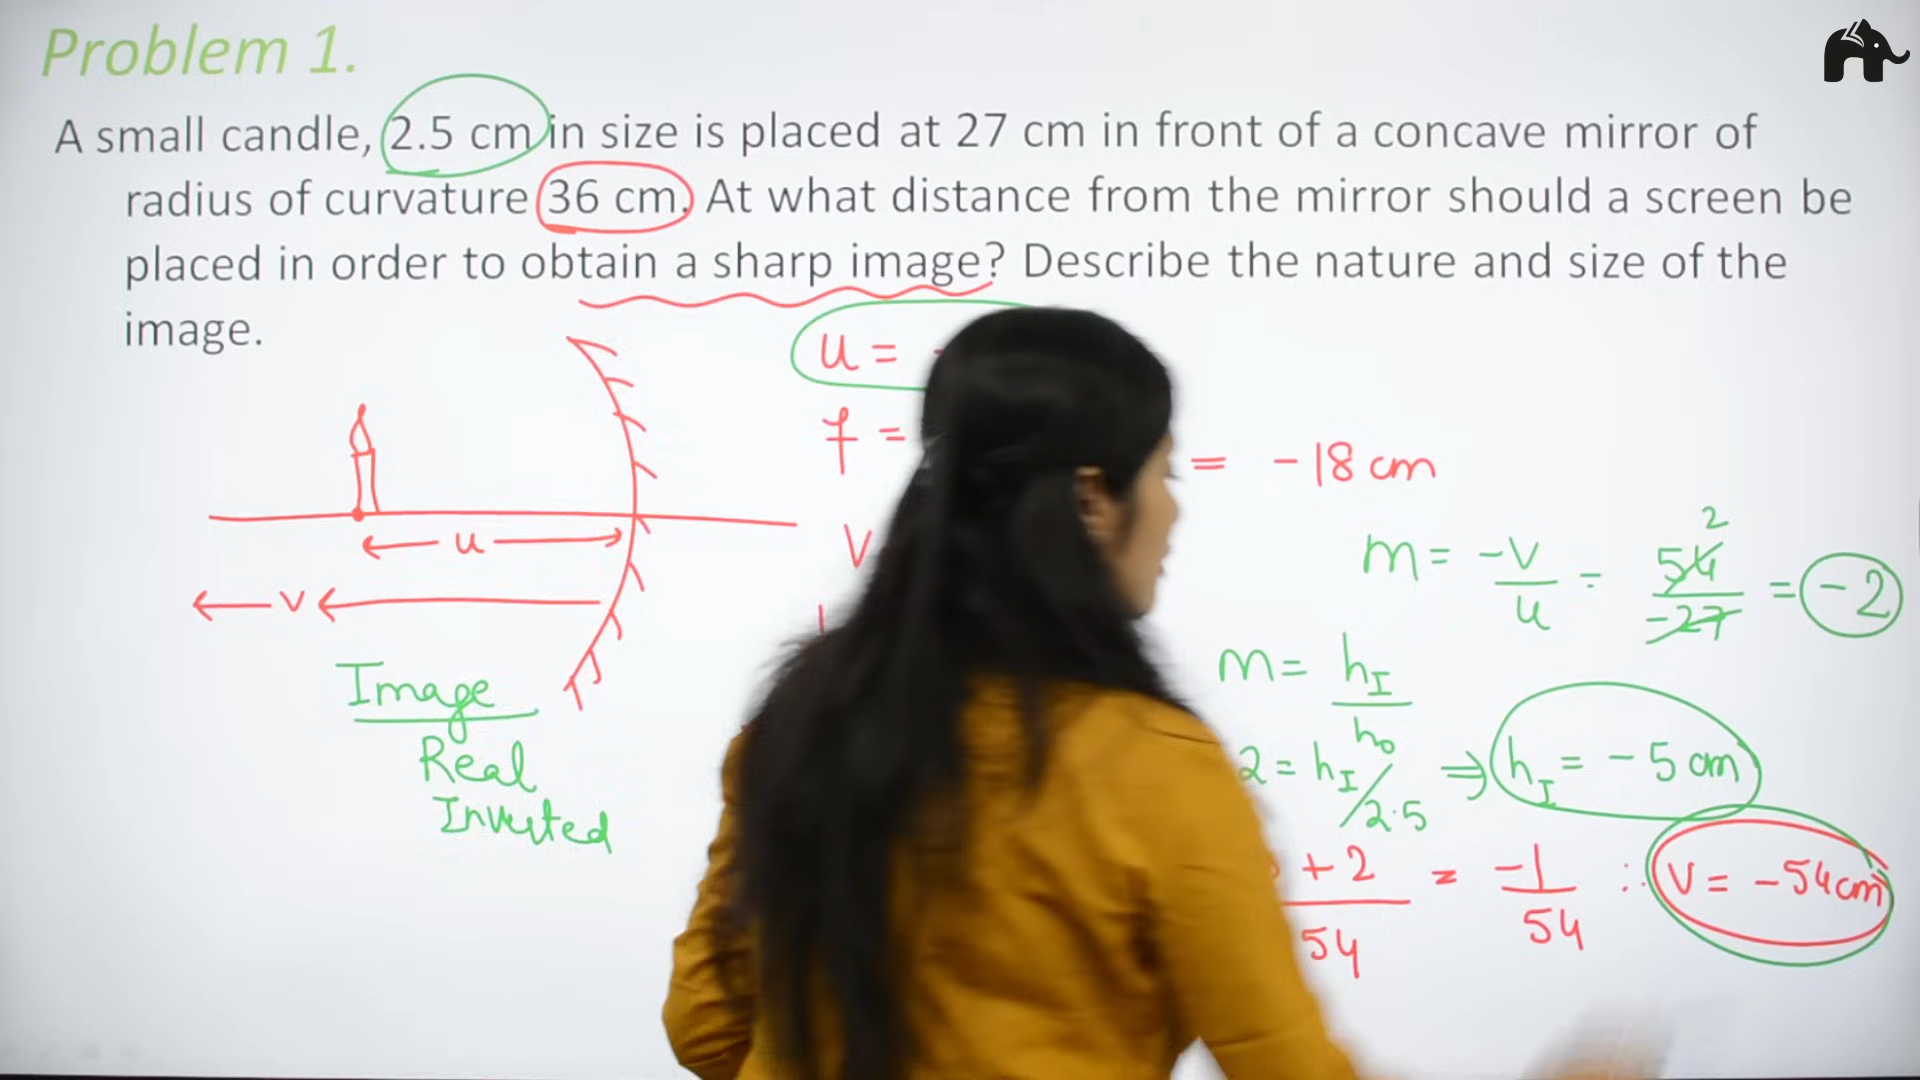 Problem 1.
A small candle, 2.5 cm in size is placed at 27 cm in front of a concave mirror of
radius of curvature 36 cm. At what distance from the mirror should a screen be
placed in order to obtain a sharp image? Describe the nature and size of the
image.
u =
f =
= -18 cm
V
m = -v/u = 54/-27 = -2
2
u
v
m = hI/ho
Image
Real
Inverted
2 = hI/2.5 ⇒ hI = -5 cm
+2/54 = -1/54 ∴ v = -54cm